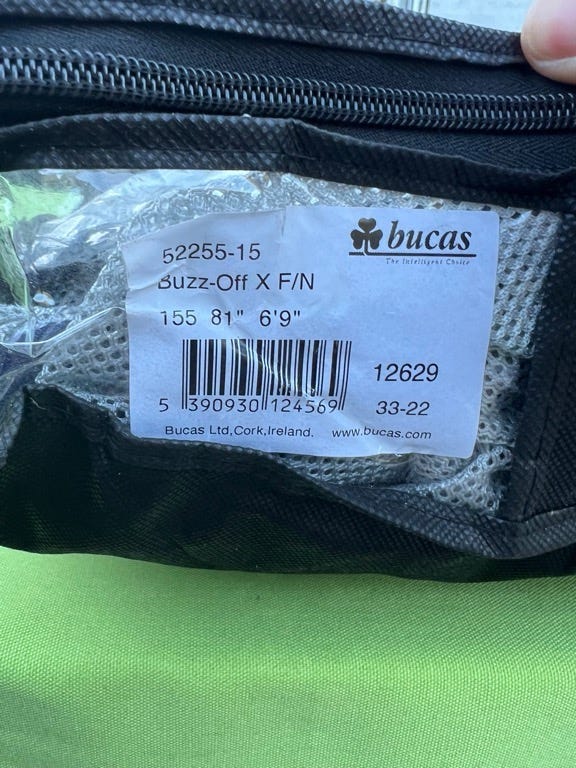 52255-15
bucas
The Intelligent Choice
Buzz-Off X F/N
155 81" 6'9"
5 390930 124569
12629
33-22
Bucas Ltd,Cork,Ireland. www.bucas.com